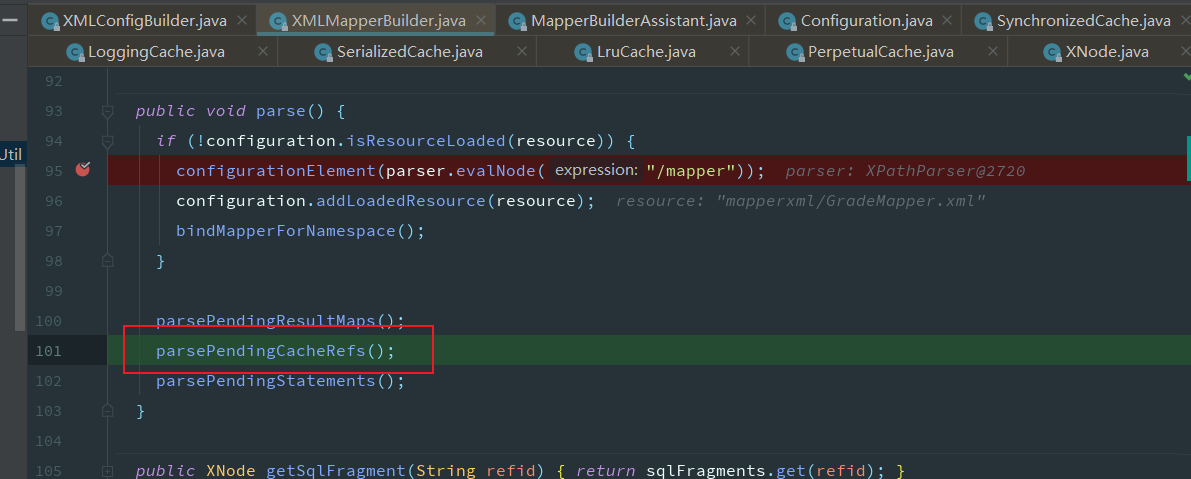 XMLConfigBuilder.java XMLMapperBuilder.java MapperBuilderAssistant.java Configuration.java SynchronizedCache.java
LoggingCache.java SerializedCache.java LruCache.java PerpetualCache.java XNode.java
92
93 public void parse() {
94 if (!configuration.isResourceLoaded(resource)) {
Util
95 configurationElement(parser.evalNode( expression: "/mapper")); parser: XPathParser@2720
96 configuration.addLoadedResource(resource); resource: "mapperxml/GradeMapper.xml"
97 bindMapperForNamespace();
98 }
99
100 parsePendingResultMaps();
101 parsePendingCacheRefs();
102 parsePendingStatements();
103 }
104
105 public XNode getSqlFragment(String refid) { return sqlFragments.get(refid); }